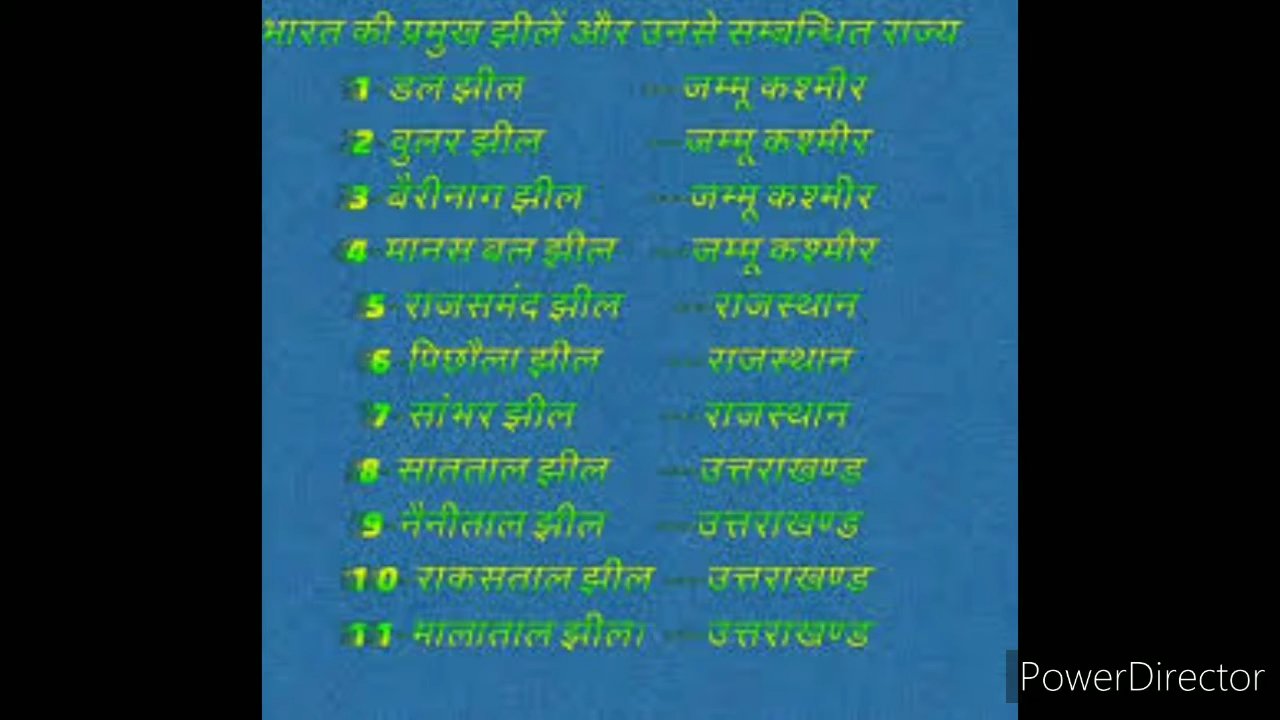 भारत की प्रमुख झीलें और उनसे सम्बन्धित राज्य
1 डल झील ---जम्मू कश्मीर
2 वुलर झील ---जम्मू कश्मीर
3 बैरीनाग झील ---जम्मू कश्मीर
4 मानस बल झील ---जम्मू कश्मीर
5 राजसमंद झील ---राजस्थान
6 पिछौला झील ---राजस्थान
7 सांभर झील ---राजस्थान
8 सातताल झील ---उत्तराखण्ड
9 नैनीताल झील ---उत्तराखण्ड
10 राकसताल झील ---उत्तराखण्ड
11 मालाताल झील। ---उत्तराखण्ड
PowerDirector